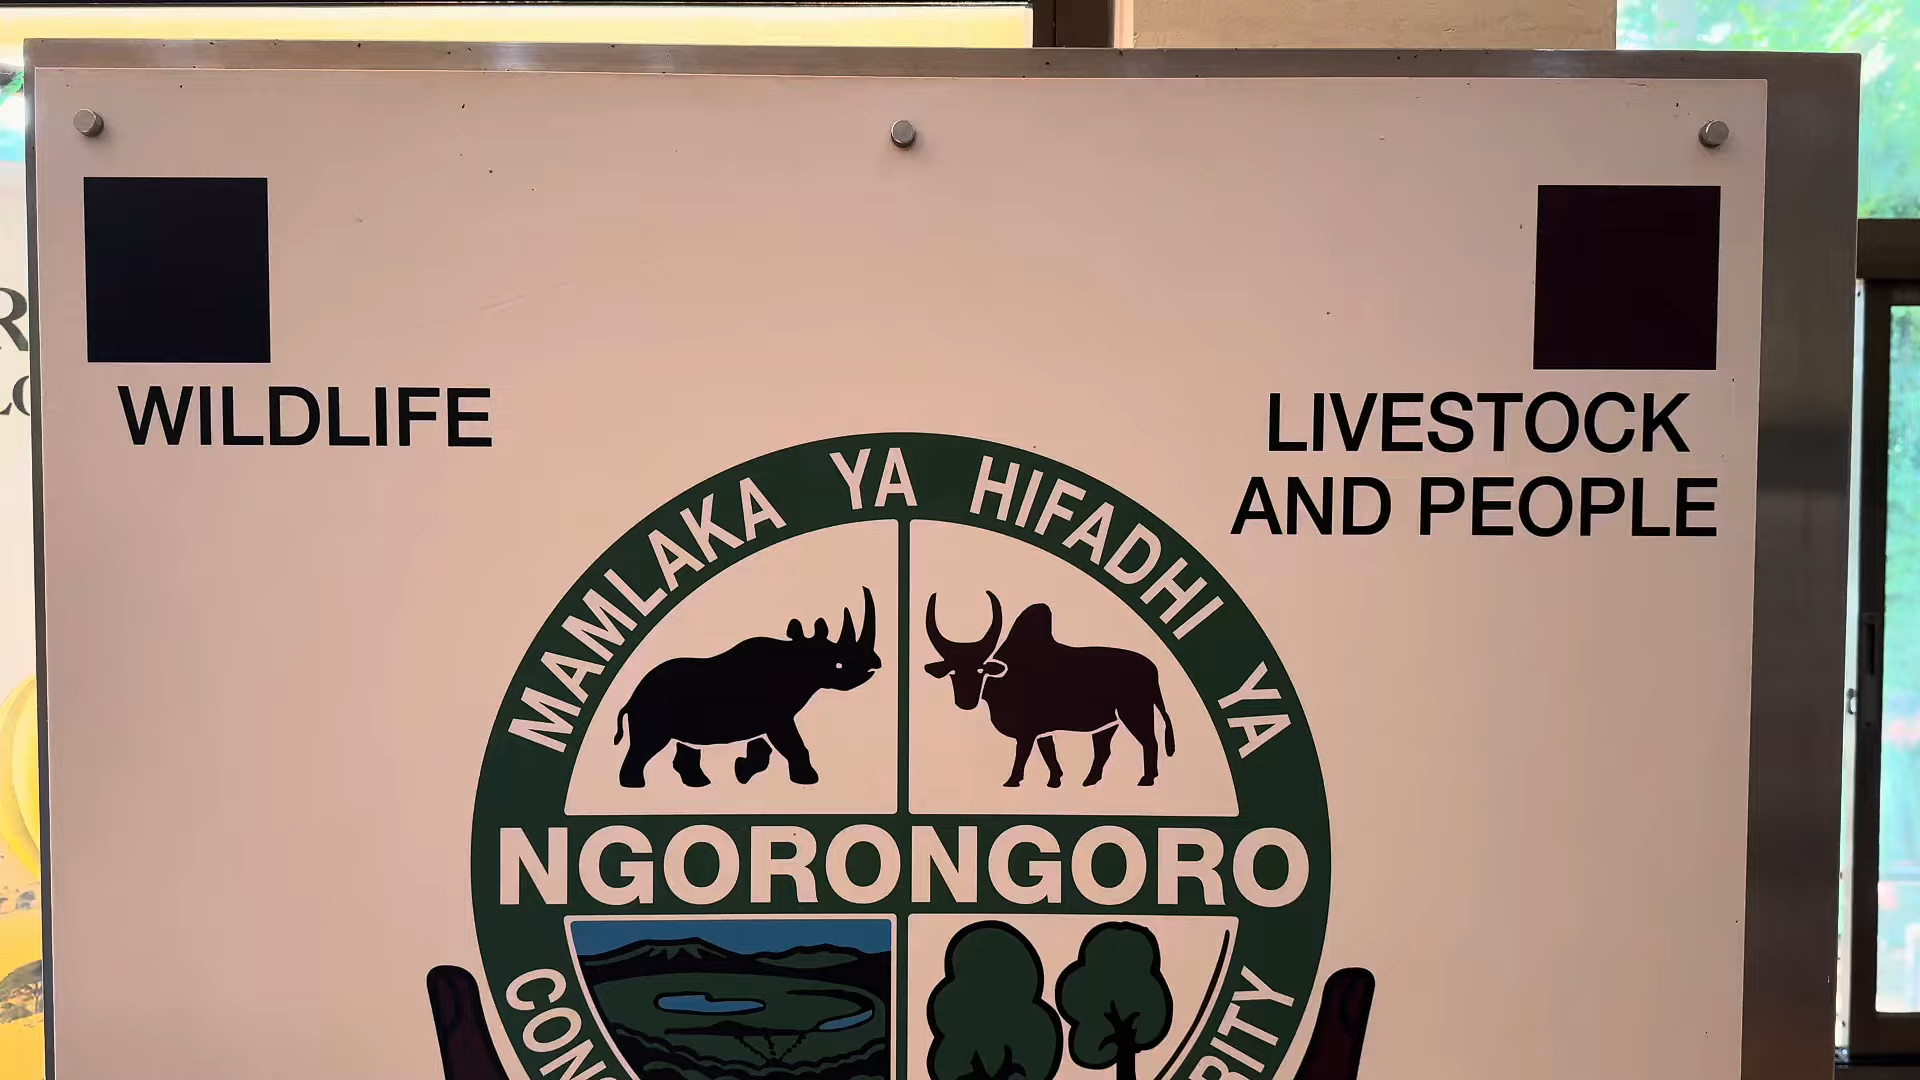 WILDLIFE
LIVESTOCK
AND PEOPLE
MAMLAKA YA HIFADHI YA
NGORONGORO